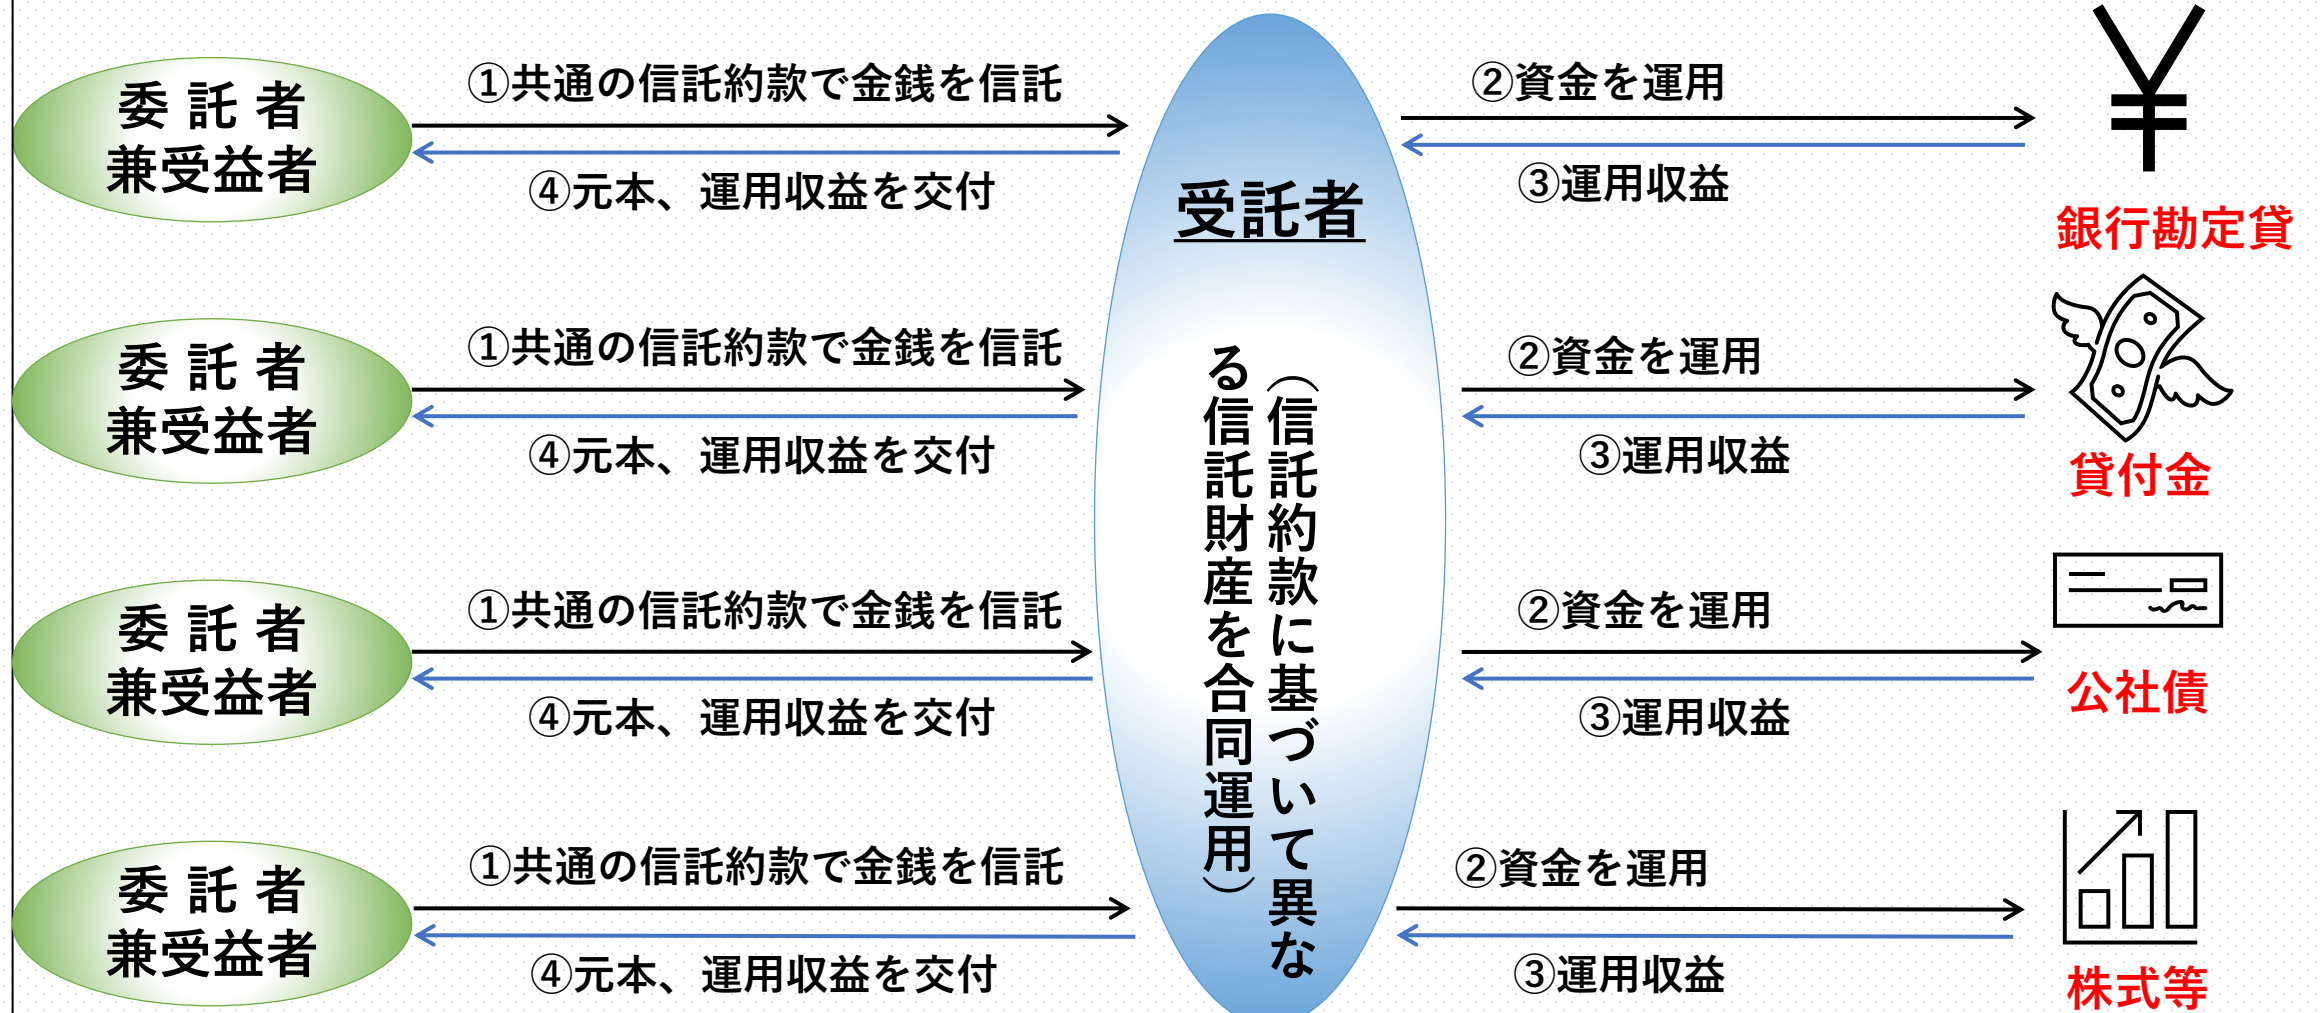 委託者
兼受益者
①共通の信託約款で金銭を信託
④元本、運用収益を交付
委託者
兼受益者
①共通の信託約款で金銭を信託
④元本、運用収益を交付
委託者
兼受益者
①共通の信託約款で金銭を信託
④元本、運用収益を交付
委託者
兼受益者
①共通の信託約款で金銭を信託
④元本、運用収益を交付
受託者
（信託約款に基づいて異な
る信託財産を合同運用）
②資金を運用
③運用収益
¥
銀行勘定貸
②資金を運用
③運用収益
貸付金
②資金を運用
③運用収益
公社債
②資金を運用
③運用収益
株式等